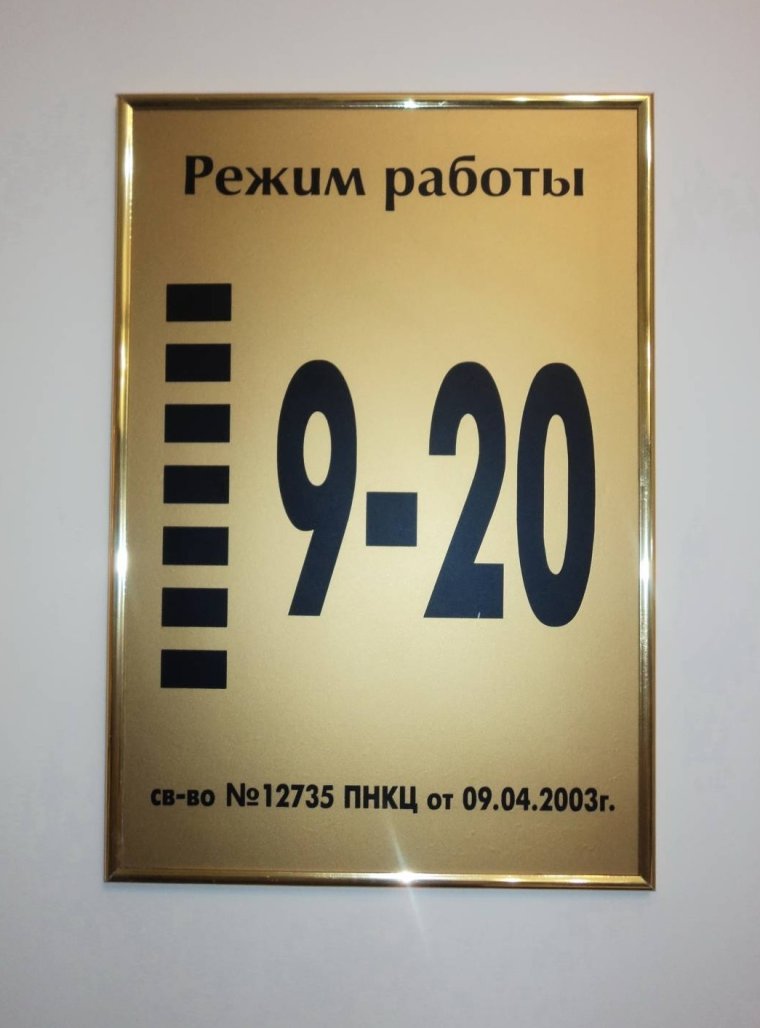 Режим работы
9-20
св-во №12735 ПНКЦ от 09.04.2003г.